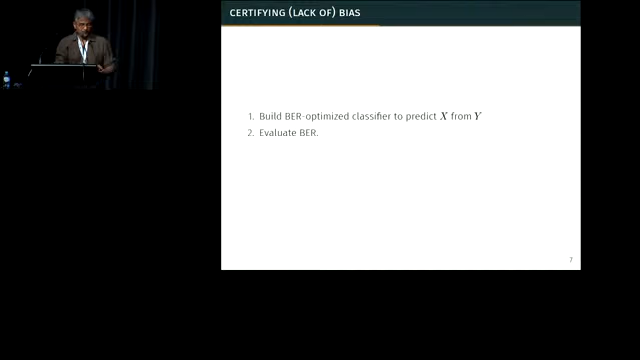 CERTIFYING (LACK OF) BIAS
1. Build BER-optimized classifier to predict X from Y
2. Evaluate BER.
7